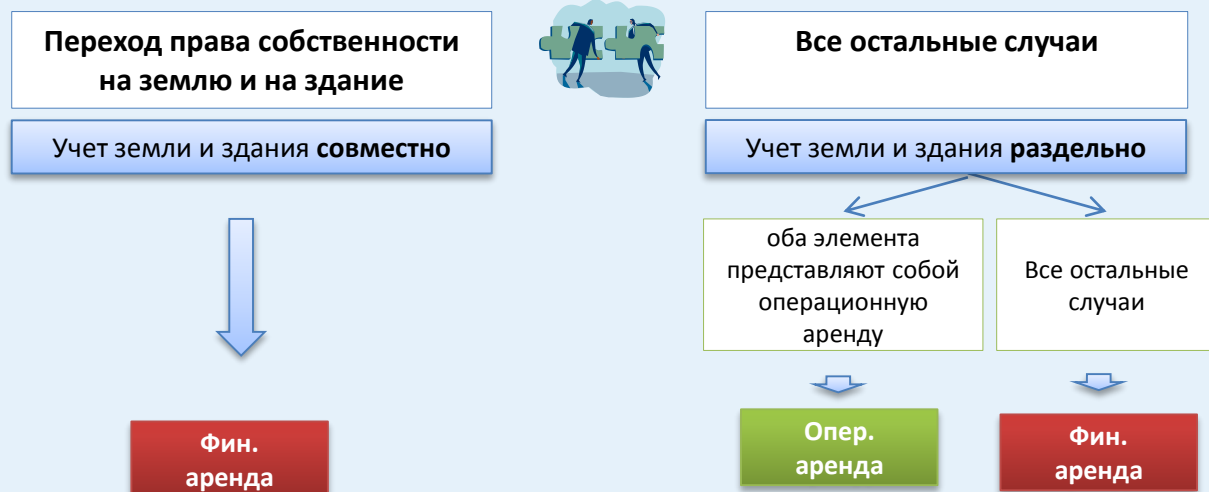 Переход права собственности
на землю и на здание
Учет земли и здания совместно
Фин.
аренда
Все остальные случаи
Учет земли и здания раздельно
оба элемента
представляют собой
операционную
аренду
Опер.
аренда
Все остальные
случаи
Фин.
аренда